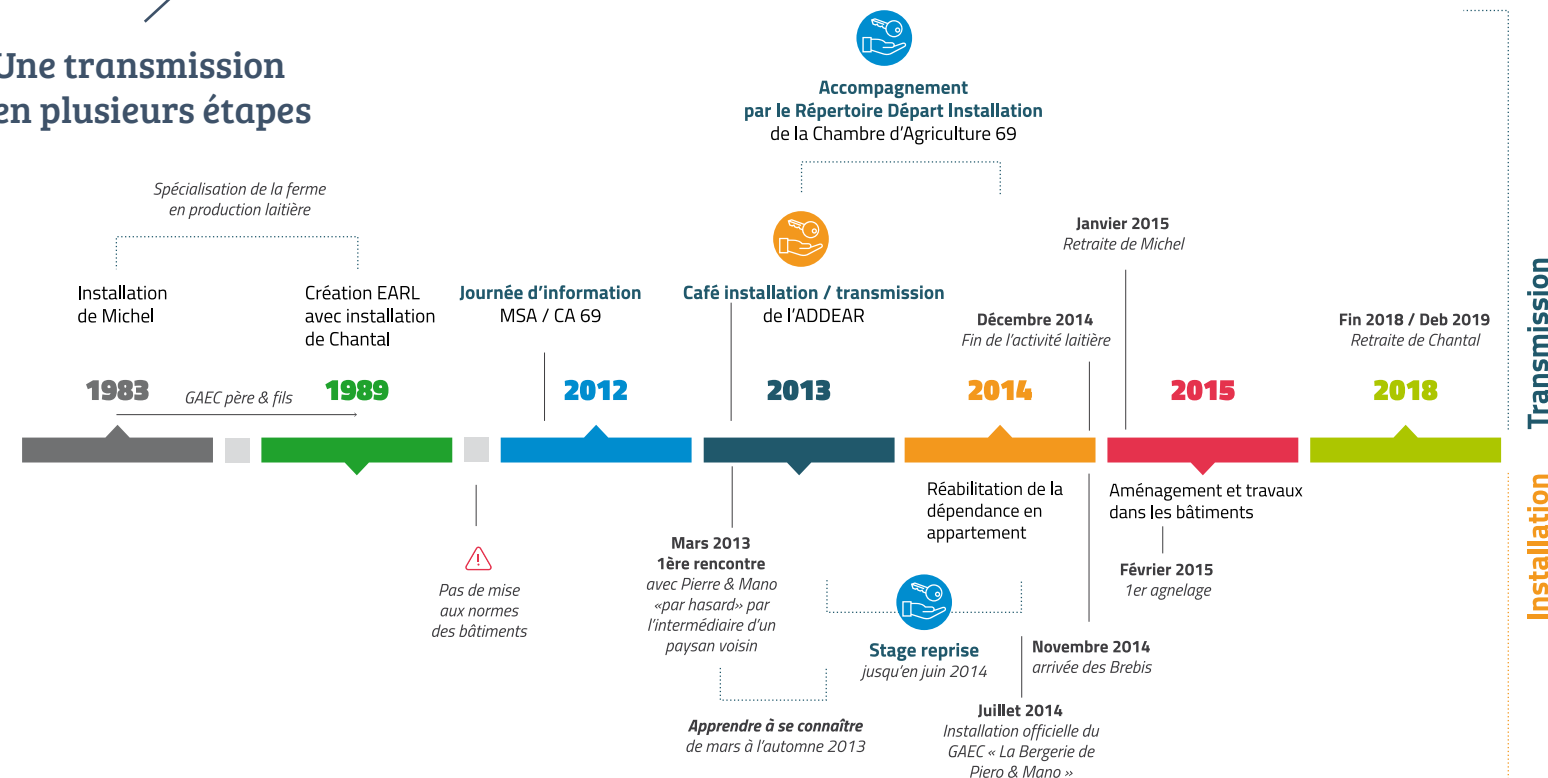 Une transmission
en plusieurs étapes
Accompagnement
par le Répertoire Départ Installation
de la Chambre d'Agriculture 69
Spécialisation de la ferme
en production laitière
Installation
de Michel
Création EARL
avec installation
de Chantal
Journée d'information
MSA / CA 69
Café installation / transmission
de l'ADDEAR
Janvier 2015
Retraite de Michel
Décembre 2014
Fin de l'activité laitière
Fin 2018 / Deb 2019
Retraite de Chantal
1983
GAEC père & fils
1989
2012
2013
2014
2015
2018
Transmission
Installation
Pas de mise
aux normes
des bâtiments
Mars 2013
1ère rencontre
avec Pierre & Mano
«par hasard» par
l'intermédiaire d'un
paysan voisin
Apprendre à se connaître
de mars à l'automne 2013
Réabilitation de la
dépendance en
appartement
Stage reprise
jusqu'en juin 2014
Juillet 2014
Installation officielle du
GAEC « La Bergerie de
Piero & Mano »
Novembre 2014
arrivée des Brebis
Aménagement et travaux
dans les bâtiments
Février 2015
1er agnelage